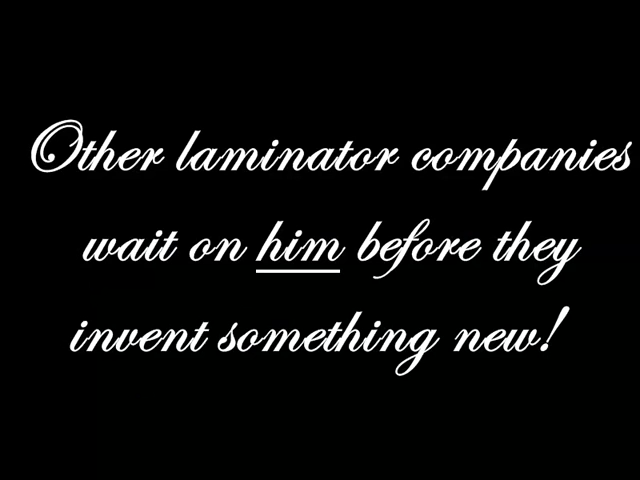 Other laminator companies
wait on him before they
invent something new!